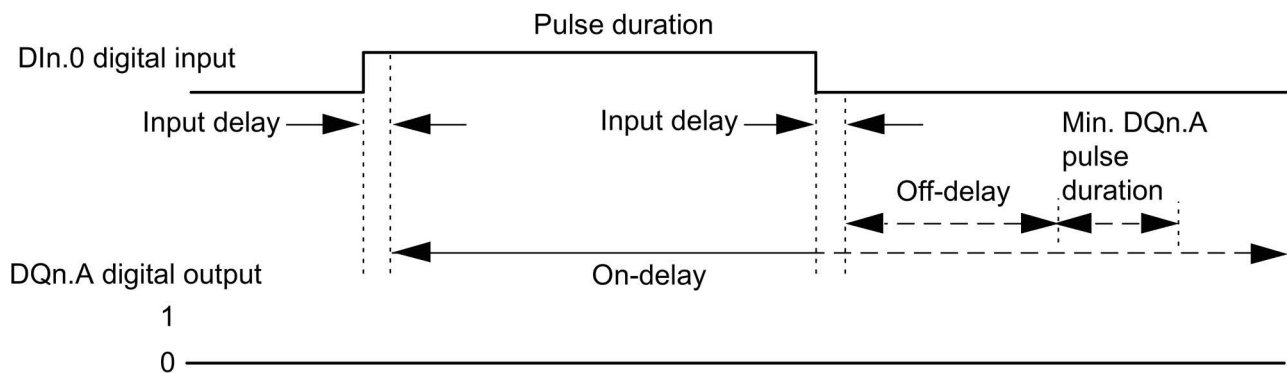 Pulse duration
DIn.0 digital input
Input delay
Input delay
Min. DQn.A
pulse
duration
Off-delay
On-delay
DQn.A digital output
1
0